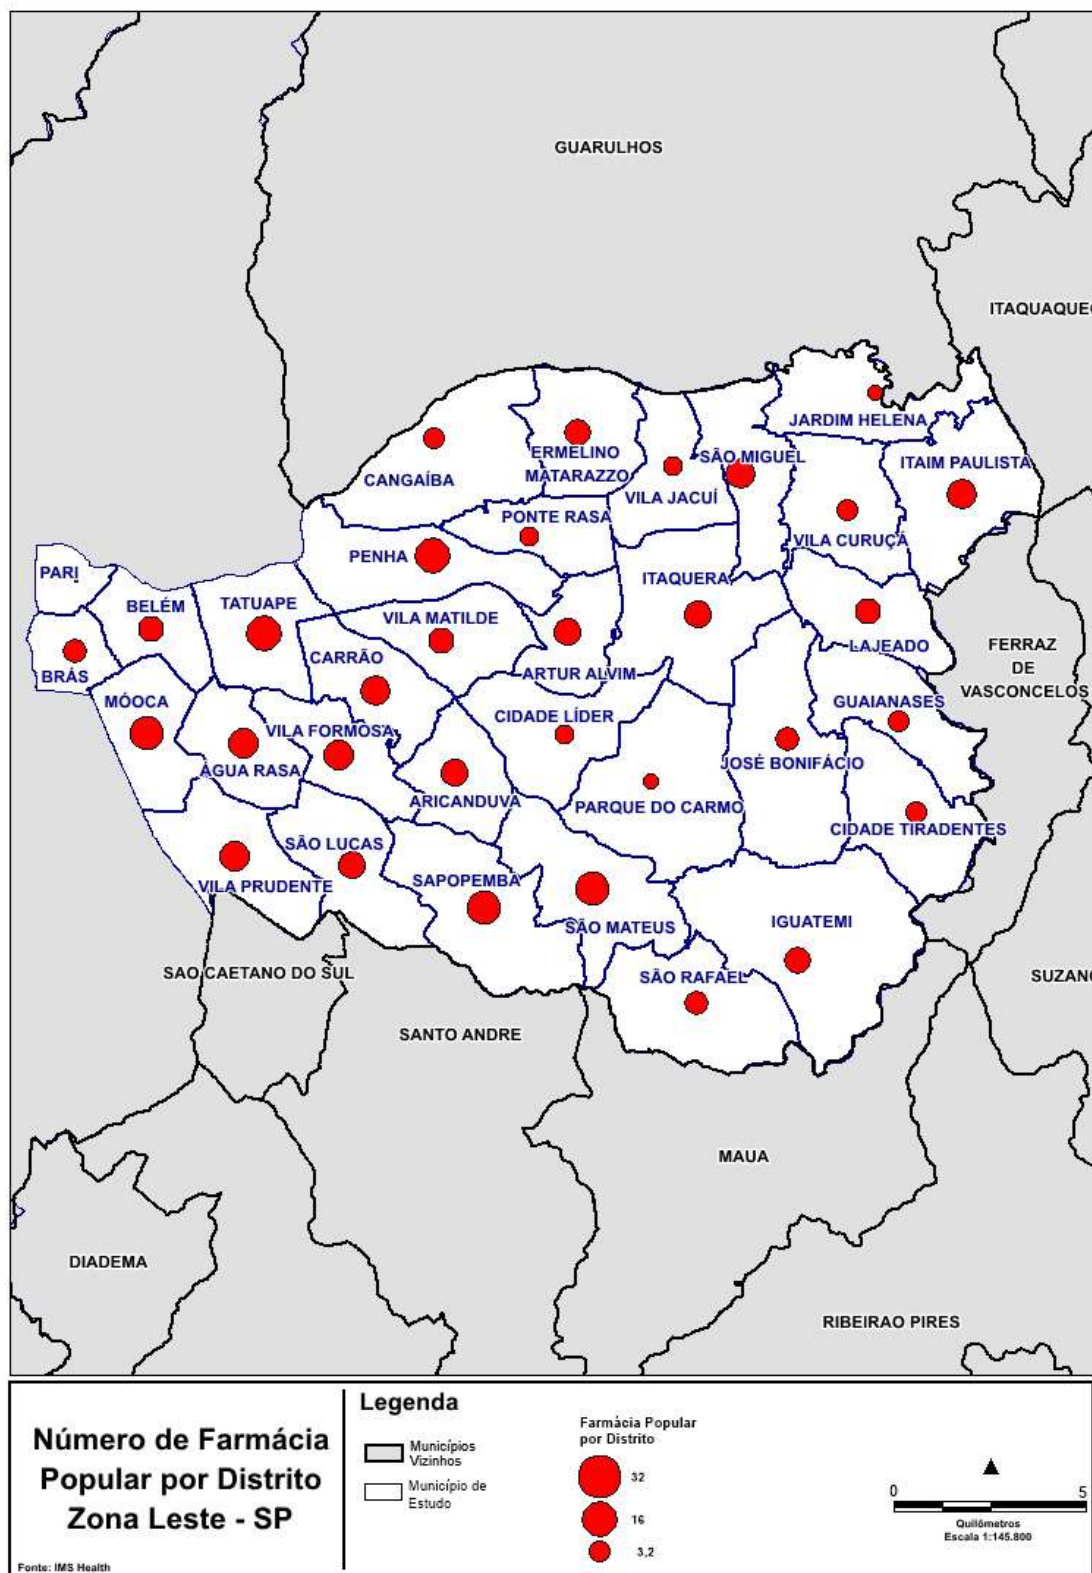 GUARULHOS
ITAQUAQUEC
JARDIM HELENA
ERMELINO
MATARAZZO
SÃO MIGUEL
ITAIM PAULISTA
CANGAÍBA
VILA JACUÍ
PONTE RASA
VILA CURUÇÃ
PENHA
PARI
ITAQUERA
BELÉM
TATUAPE
VILA MATILDE
LAJEADO
FERRAZ
DE
VASCONCELOS
CARRÃO
ARTUR ALVIM
BRÁS
MÓOCA
GUAIANASES
VILA FORMOSA
CIDADE LÍDER
JOSÉ BONIFÁCIO
ÁGUA RASA
ARICANDUVA
PARQUE DO CARMO
CIDADE TIRADENTES
SÃO LUCAS
VILA PRUDENTE
SAPOPEMBA
SÃO MATEUS
IGUATEMI
SAO CAETANO DO SUL
SÃO RAFAEL
SUZANO
SANTO ANDRE
MAUA
DIADEMA
RIBEIRAO PIRES
Número de Farmácia
Popular por Distrito
Zona Leste - SP
Fonte: IMS Health
Legenda
Municípios
Vizinhos
Município de
Estudo
Farmácia Popular
por Distrito
32
16
3,2
0 5
Quilômetros
Escala 1:145.800